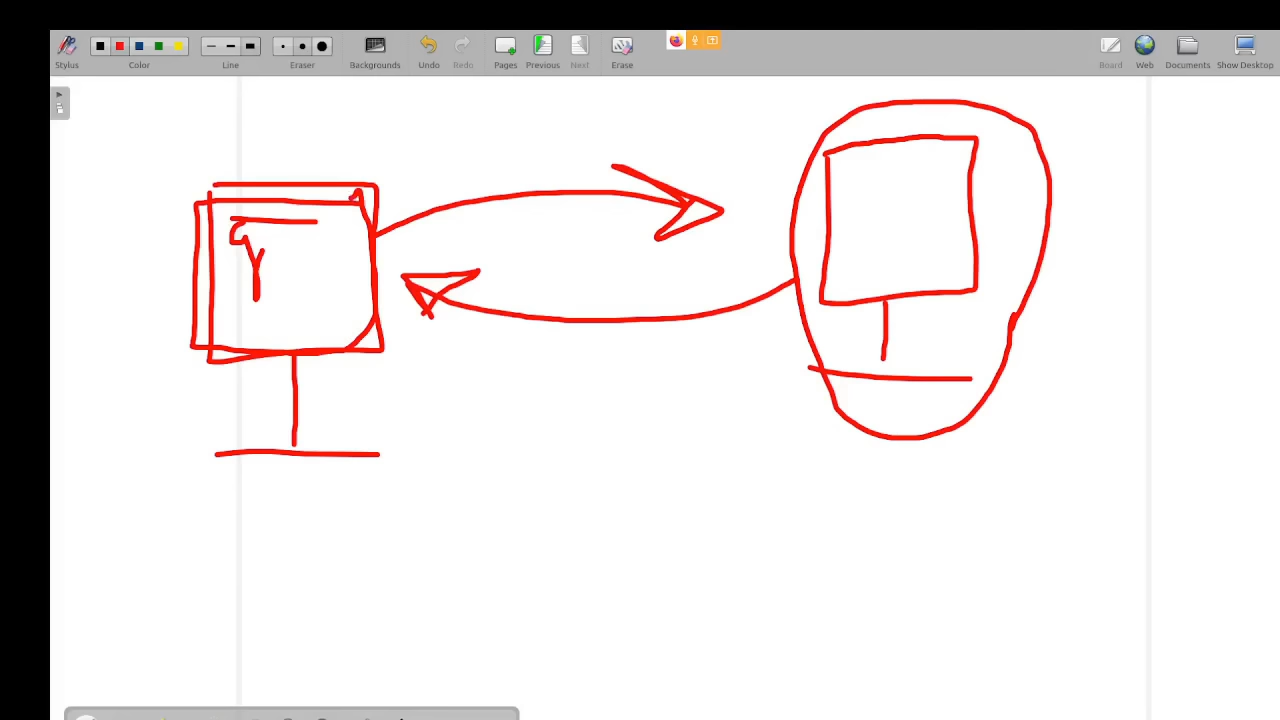 Stylus
Color
Line
Eraser
Backgrounds
Undo
Redo
Pages
Previous
Next
Erase
Board
Web
Documents
Show Desktop